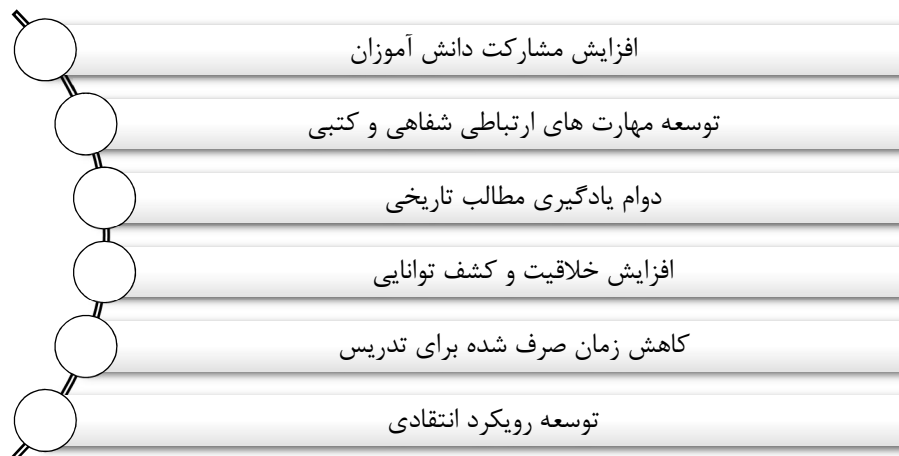 افزایش مشارکت دانش آموزان
توسعه مهارت های ارتباطی شفاهی و کتبی
دوام یادگیری مطالب تاریخی
افزایش خلاقیت و کشف توانایی
کاهش زمان صرف شده برای تدریس
توسعه رویکرد انتقادی